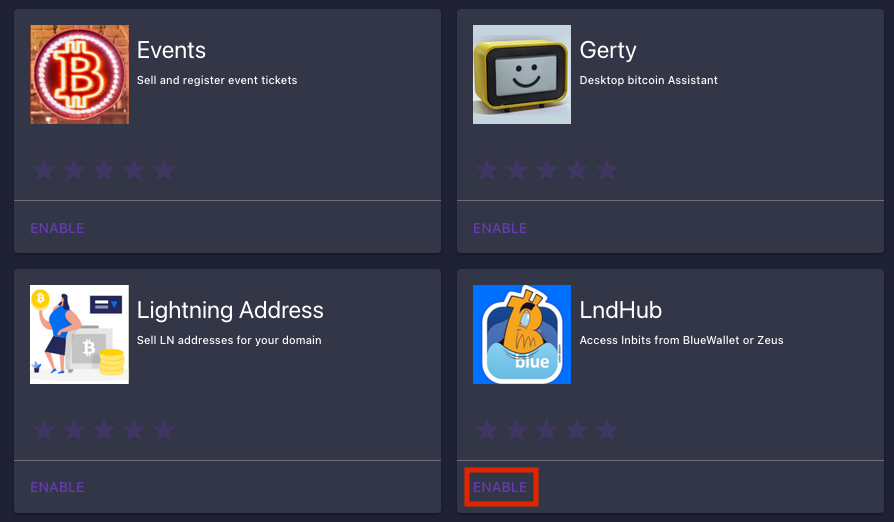 Events
Sell and register event tickets
ENABLE
Gerty
Desktop bitcoin Assistant
ENABLE
Lightning Address
Sell LN addresses for your domain
ENABLE
LndHub
Access Inbits from BlueWallet or Zeus
blue
ENABLE